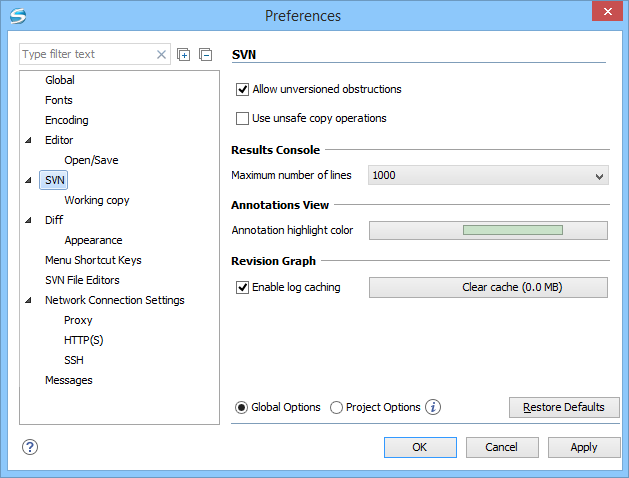 Preferences
Type filter text
Global
Fonts
Encoding
Editor
Open/Save
SVN
Working copy
Diff
Appearance
Menu Shortcut Keys
SVN File Editors
Network Connection Settings
Proxy
HTTP(S)
SSH
Messages
SVN
Allow unversioned obstructions
Use unsafe copy operations
Results Console
Maximum number of lines 1000
Annotations View
Annotation highlight color
Revision Graph
Enable log caching Clear cache (0.0 MB)
Global Options Project Options i Restore Defaults
? OK Cancel Apply